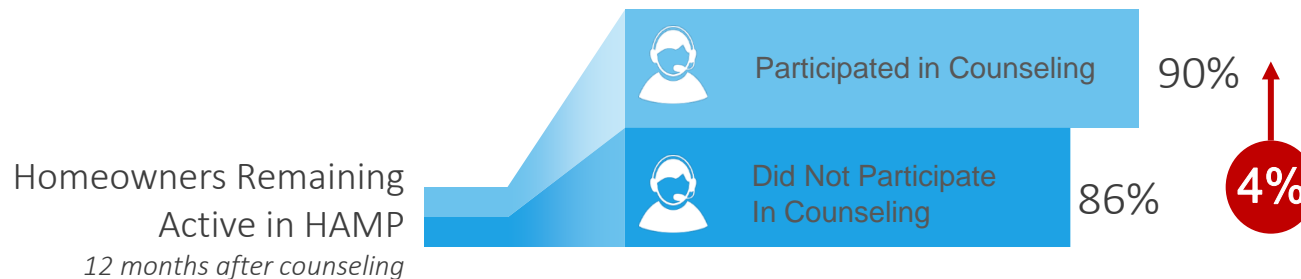 Participated in Counseling
90%
Homeowners Remaining
Active in HAMP
12 months after counseling
Did Not Participate
In Counseling
86%
4%